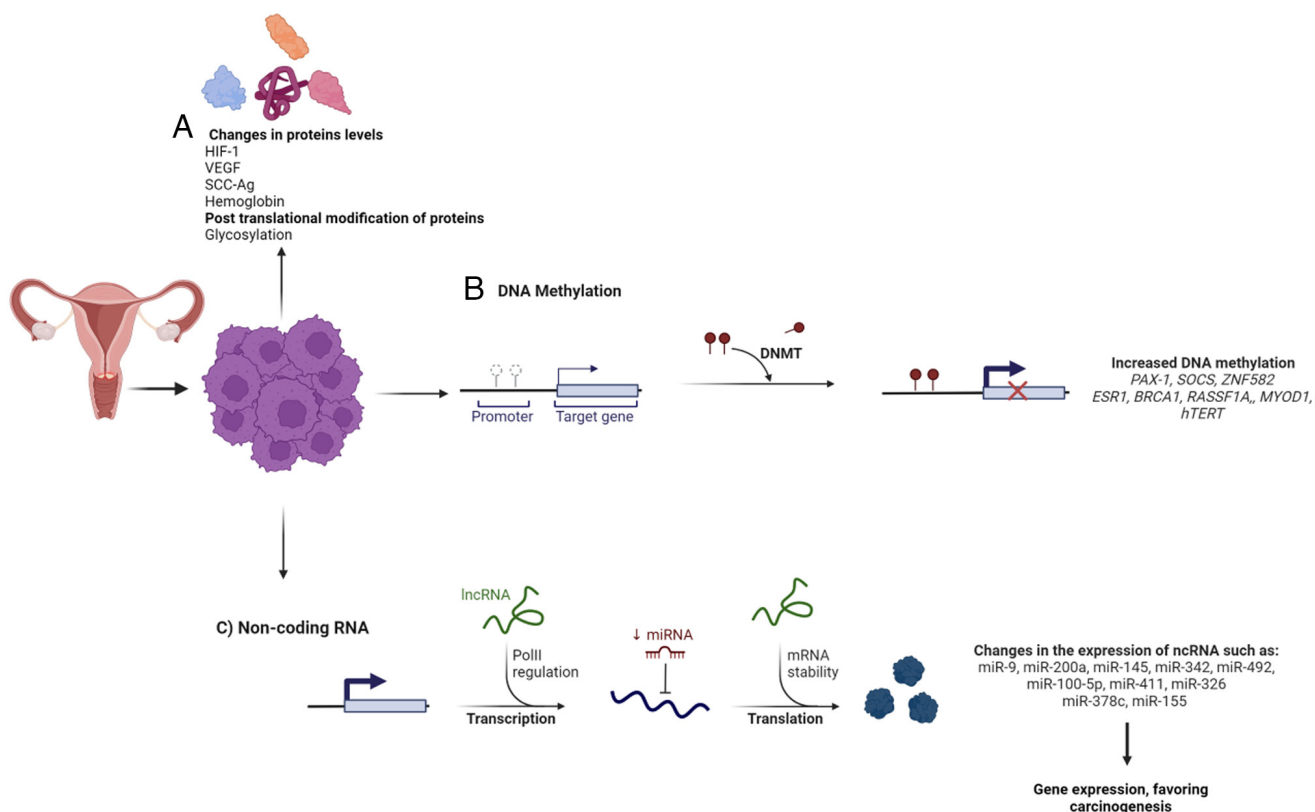 A
Changes in proteins levels
HIF-1
VEGF
SCC-Ag
Hemoglobin
Post translational modification of proteins
Glycosylation
B DNA Methylation
Promoter
Target gene
DNMT
Increased DNA methylation
PAX-1, SOCS, ZNF582
ESR1, BRCA1, RASSF1A,, MYOD1,
hTERT
C) Non-coding RNA
lncRNA
PolII
regulation
Transcription
↓ miRNA
mRNA
stability
Translation
Changes in the expression of ncRNA such as:
miR-9, miR-200a, miR-145, miR-342, miR-492,
miR-100-5p, miR-411, miR-326
miR-378c, miR-155
Gene expression, favoring
carcinogenesis